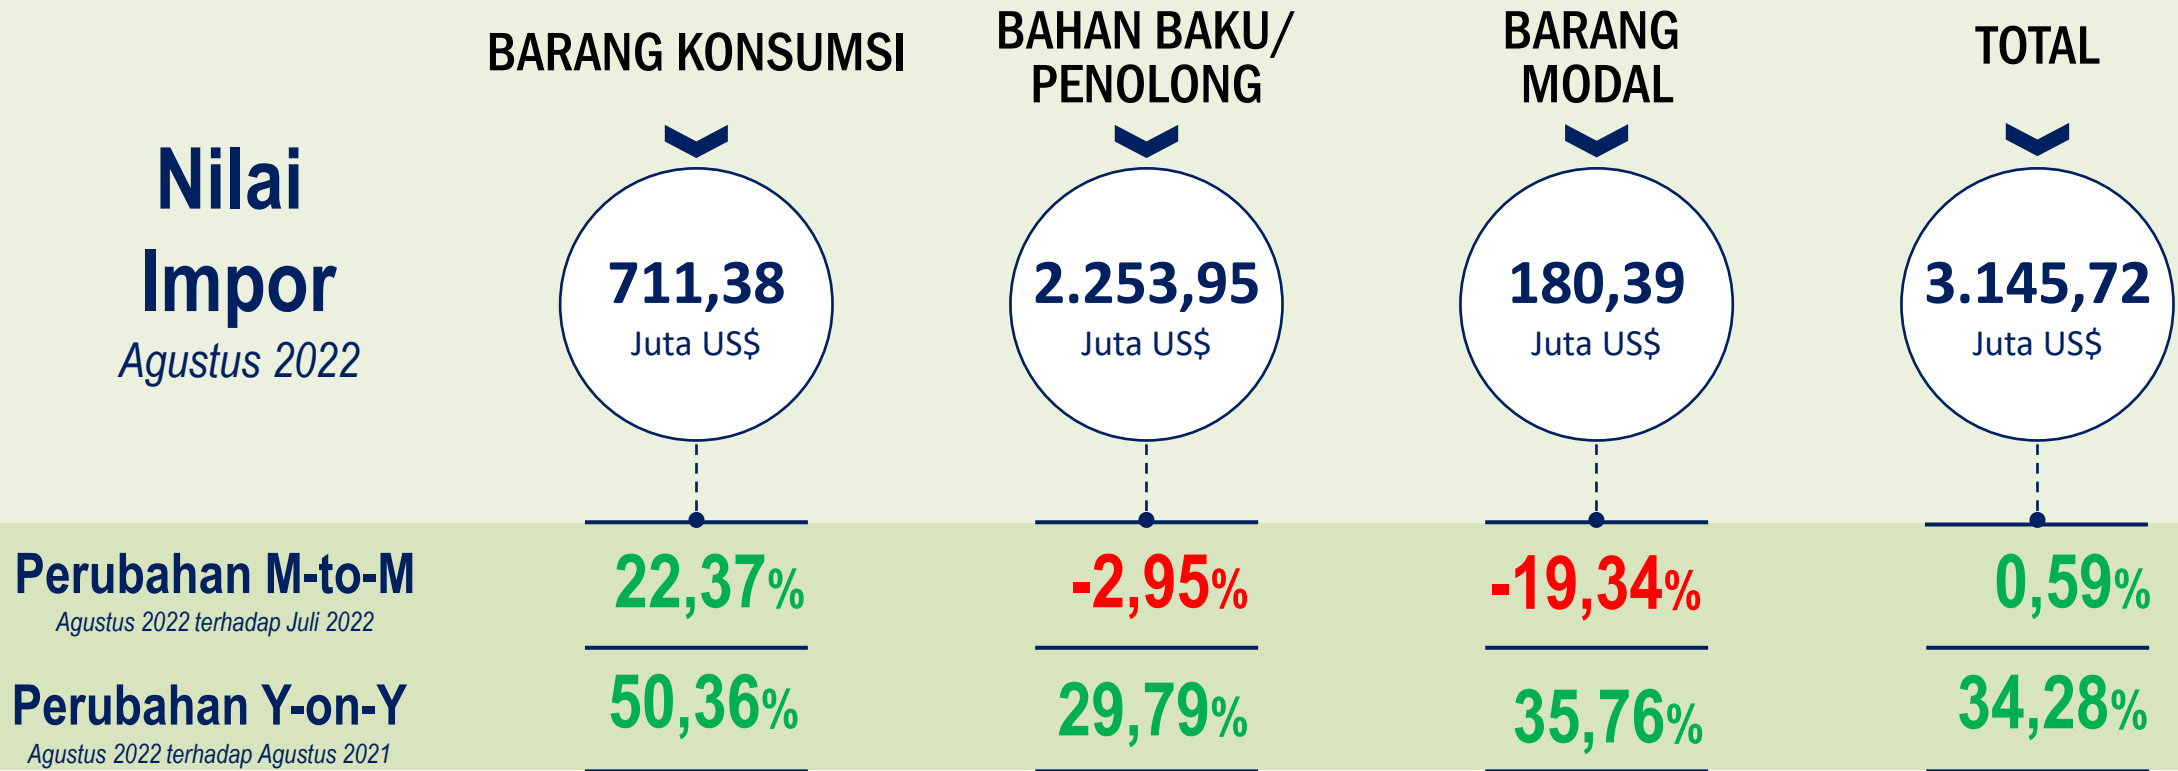 BARANG KONSUMSI
BAHAN BAKU/
PENOLONG
BARANG
MODAL
TOTAL
Nilai
Impor
Agustus 2022
711,38
Juta US$
2.253,95
Juta US$
180,39
Juta US$
3.145,72
Juta US$
Perubahan M-to-M
Agustus 2022 terhadap Juli 2022
22,37%
-2,95%
-19,34%
0,59%
Perubahan Y-on-Y
Agustus 2022 terhadap Agustus 2021
50,36%
29,79%
35,76%
34,28%